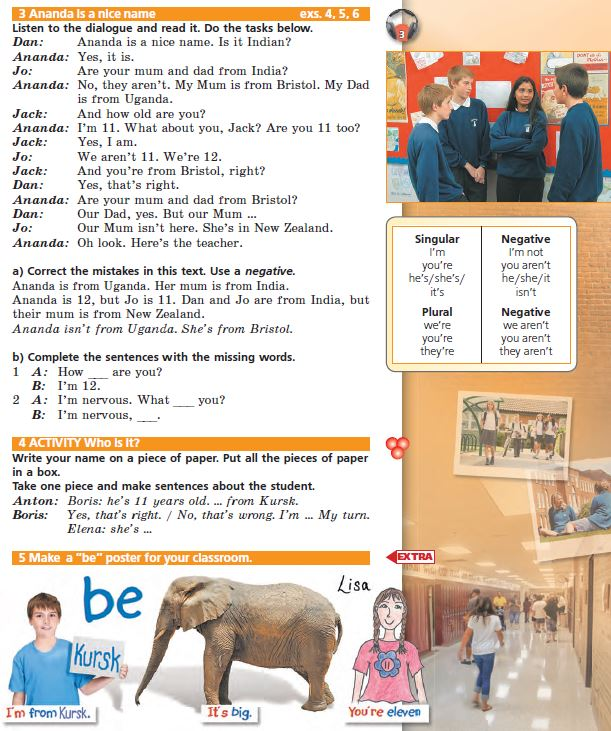 3 Ananda is a nice name exs. 4, 5, 6
Listen to the dialogue and read it. Do the tasks below.
Dan: Ananda is a nice name. Is it Indian?
Ananda: Yes, it is.
Jo: Are your mum and dad from India?
Ananda: No, they aren't. My Mum is from Bristol. My Dad
is from Uganda.
Jack: And how old are you?
Ananda: I'm 11. What about you, Jack? Are you 11 too?
Jack: Yes, I am.
Jo: We aren't 11. We're 12.
Jack: And you're from Bristol, right?
Dan: Yes, that's right.
Ananda: Are your mum and dad from Bristol?
Dan: Our Dad, yes. But our Mum ...
Jo: Our Mum isn't here. She's in New Zealand.
Ananda: Oh look. Here's the teacher.
a) Correct the mistakes in this text. Use a negative.
Ananda is from Uganda. Her mum is from India.
Ananda is 12, but Jo is 11. Dan and Jo are from India, but
their mum is from New Zealand.
Ananda isn't from Uganda. She's from Bristol.
b) Complete the sentences with the missing words.
1 A: How ___ are you?
B: I'm 12.
2 A: I'm nervous. What ___ you?
B: I'm nervous, ___.
4 ACTIVITY Who is it?
Write your name on a piece of paper. Put all the pieces of paper
in a box.
Take one piece and make sentences about the student.
Anton: Boris: he's 11 years old. ... from Kursk.
Boris: Yes, that's right. / No, that's wrong. I'm ... My turn.
Elena: she's ...
5 Make a "be" poster for your classroom.
EXTRA
be
Kursk
Lisa
11
I'm from Kursk.
It's big.
You're eleven
3
Singular Negative
I'm I'm not
you're you aren't
he's/she's/ he/she/it
it's isn't
Plural Negative
we're we aren't
you're you aren't
they're they aren't